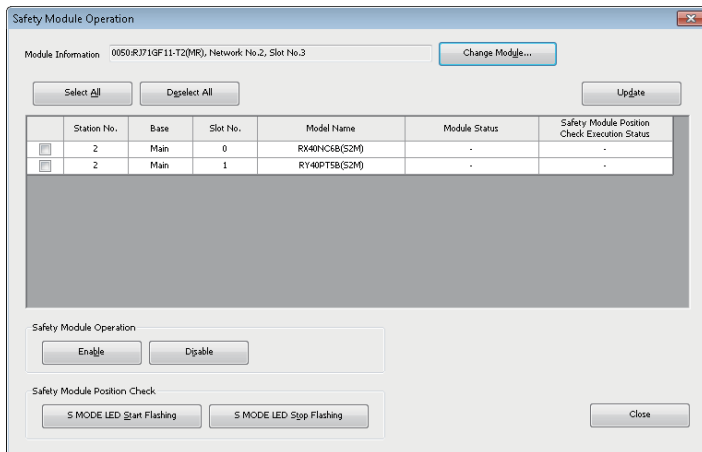 Safety Module Operation
Module Information 0050:RJ71GF11-T2(MR), Network No.2, Slot No.3 Change Module...
Select All Deselect All Update
Station No. Base Slot No. Model Name Module Status Safety Module Position
Check Execution Status
2 Main 0 RX40NC6B(S2M) - -
2 Main 1 RY40PT5B(S2M) - -
Safety Module Operation
Enable Disable
Safety Module Position Check
S MODE LED Start Flashing S MODE LED Stop Flashing Close